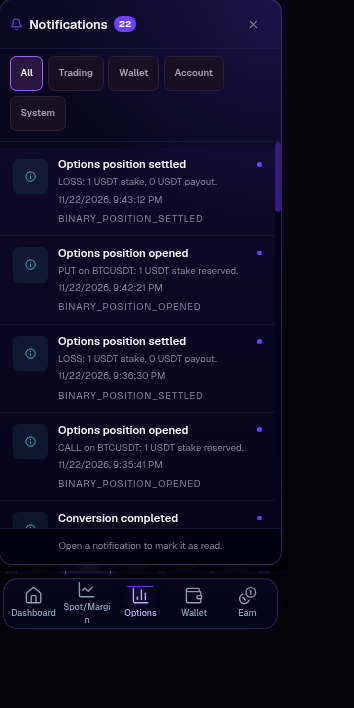 Notifications 22
All Trading Wallet Account
System
Options position settled
LOSS: 1 USDT stake, 0 USDT payout.
11/22/2026, 9:43:12 PM
BINARY_POSITION_SETTLED
Options position opened
PUT on BTCUSDT: 1 USDT stake reserved.
11/22/2026, 9:42:21 PM
BINARY_POSITION_OPENED
Options position settled
LOSS: 1 USDT stake, 0 USDT payout.
11/22/2026, 9:36:30 PM
BINARY_POSITION_SETTLED
Options position opened
CALL on BTCUSDT: 1 USDT stake reserved.
11/22/2026, 9:35:41 PM
BINARY_POSITION_OPENED
Conversion completed
Open a notification to mark it as read.
Dashboard Spot/Margi Options Wallet Earn
n